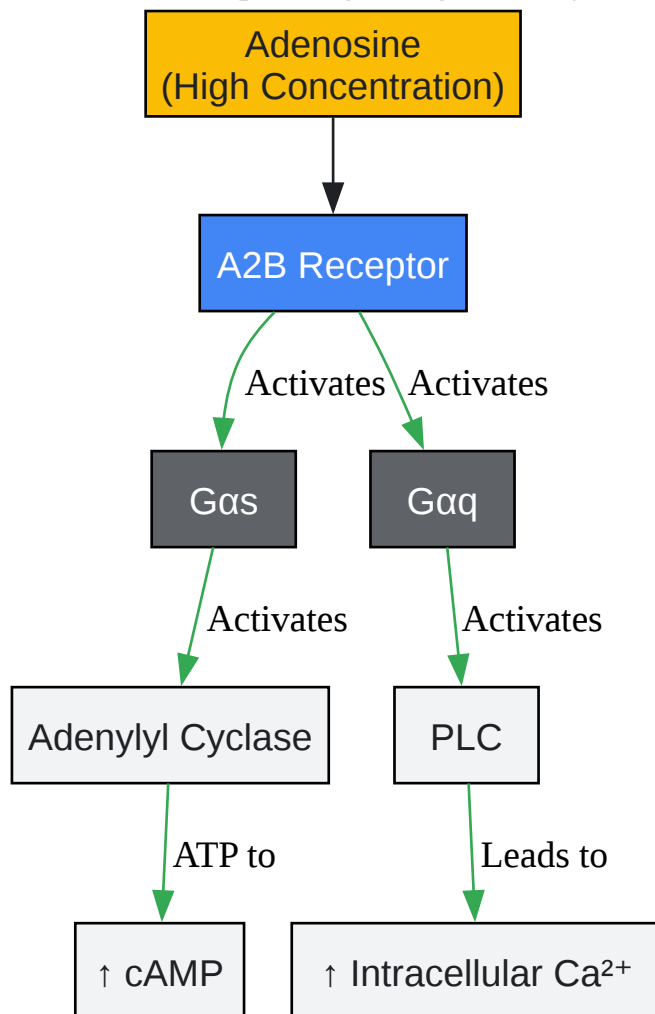 Adenosine
(High Concentration)
A2B Receptor
Activates Activates
Gαs Gαq
Activates Activates
Adenylyl Cyclase PLC
ATP to Leads to
↑ cAMP ↑ Intracellular Ca²⁺